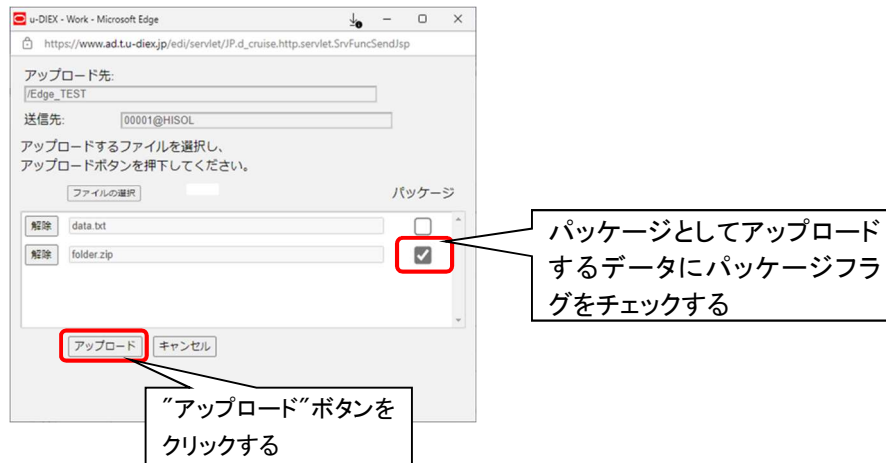 u-DIEX - Work - Microsoft Edge
https://www.ad.t.u-diex.jp/edi/servlet/JP.d_cruise.http.servlet.SrvFuncSendJsp
アップロード先:
/Edge_TEST
送信先: 00001@HISOL
アップロードするファイルを選択し、
アップロードボタンを押下してください。
ファイルの選択 パッケージ
解除 data.txt
解除 folder.zip
アップロード キャンセル
パッケージとしてアップロード
するデータにパッケージフラ
グをチェックする
"アップロード"ボタンを
クリックする